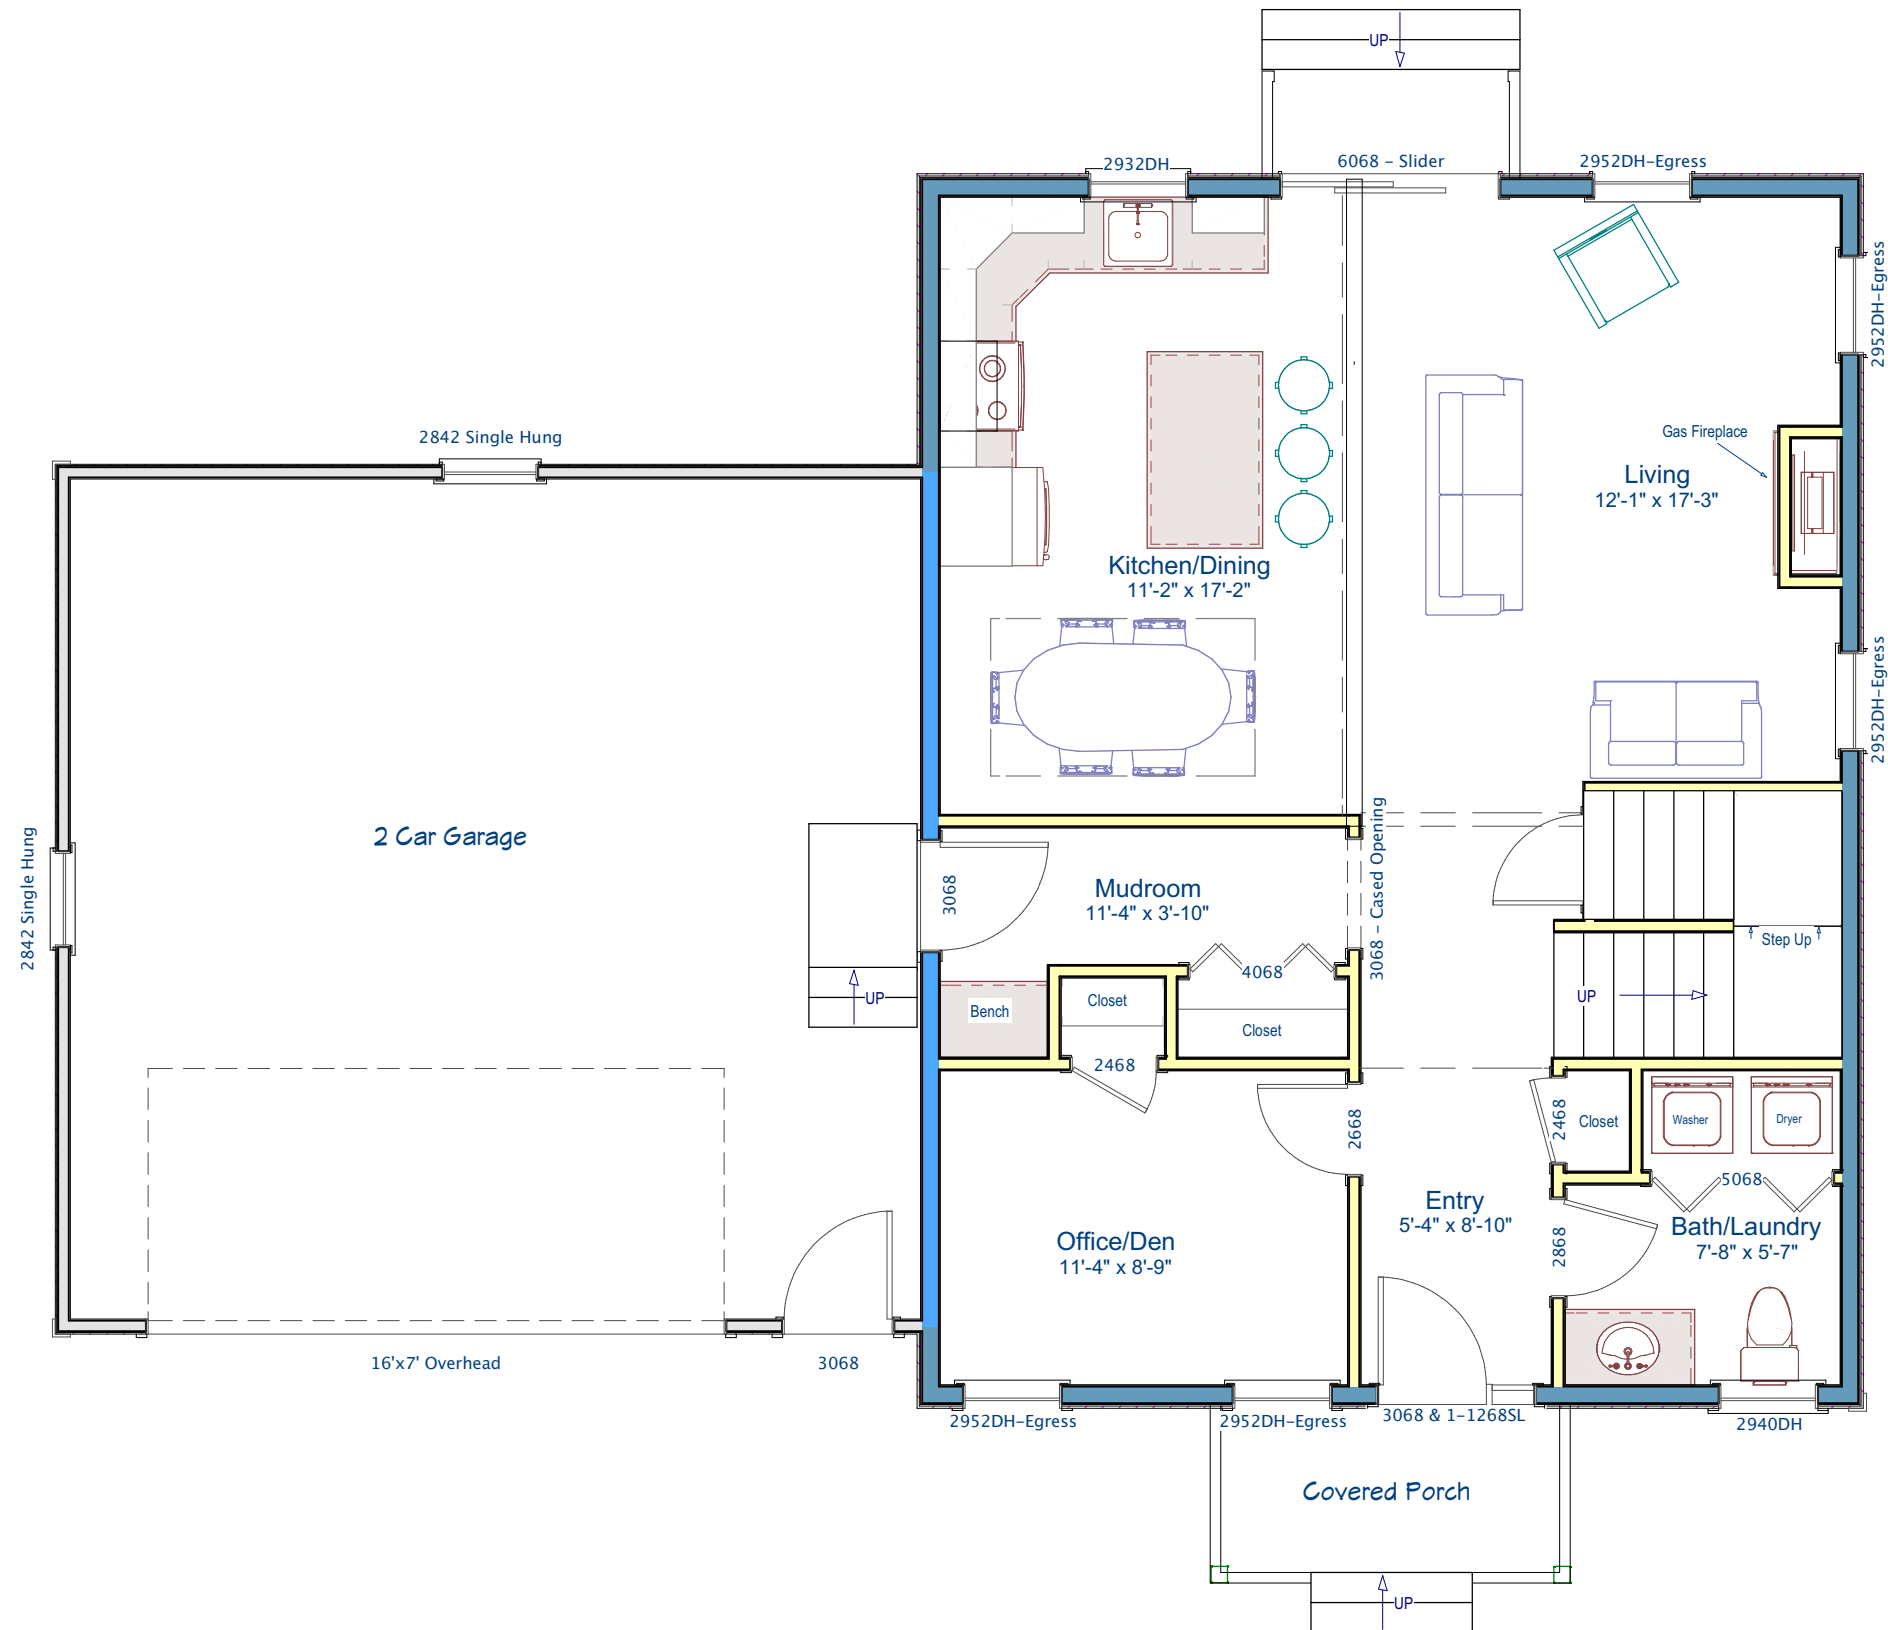 UP
2932DH
6068 - Slider
2952DH-Egress
2952DH-Egress
2842 Single Hung
Gas Fireplace
Living
12'-1" x 17'-3"
Kitchen/Dining
11'-2" x 17'-2"
2952DH-Egress
2 Car Garage
2842 Single Hung
3068
Mudroom
11'-4" x 3'-10"
3068 - Cased Opening
Step Up
4068
UP
UP
Bench
Closet
Closet
2468
2668
2468
Closet
Washer
Dryer
5068
Entry
5'-4" x 8'-10"
Bath/Laundry
7'-8" x 5'-7"
2868
Office/Den
11'-4" x 8'-9"
16'x7' Overhead
3068
2952DH-Egress
2952DH-Egress
3068 & 1-1268SL
2940DH
Covered Porch
UP